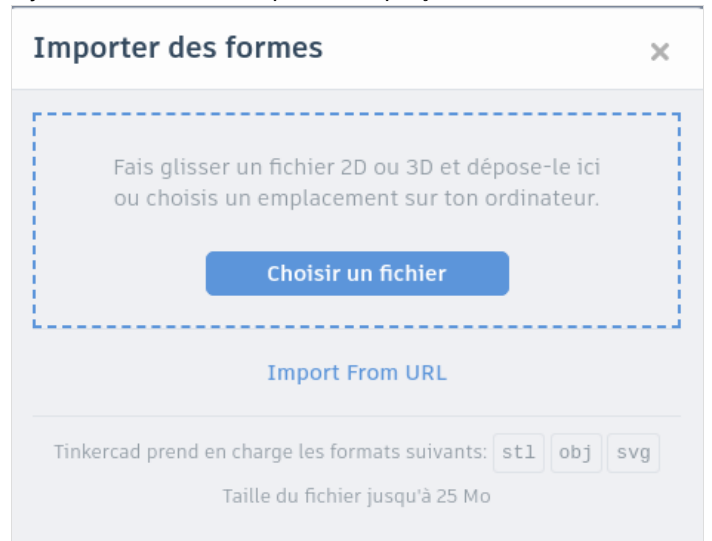 Importer des formes
Fais glisser un fichier 2D ou 3D et dépose-le ici
ou choisis un emplacement sur ton ordinateur.
Choisir un fichier
Import From URL
Tinkercad prend en charge les formats suivants: stl obj svg
Taille du fichier jusqu'à 25 Mo